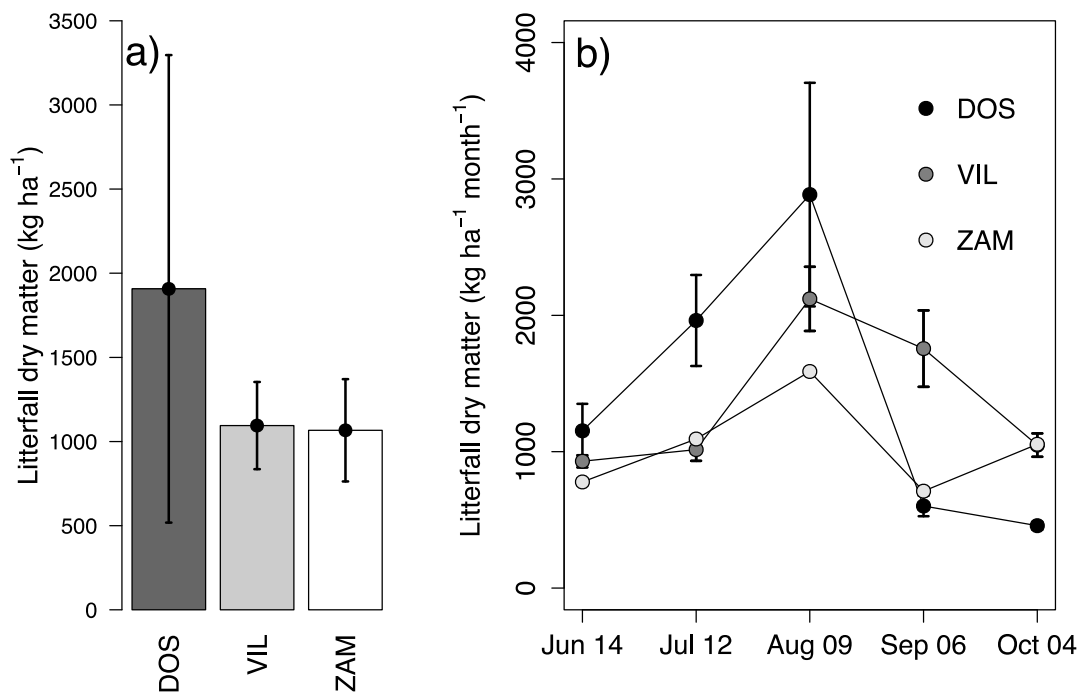 a)
Litterfall dry matter (kg ha⁻¹)
3500
3000
2500
2000
1500
1000
500
0
DOS
VIL
ZAM
b)
Litterfall dry matter (kg ha⁻¹ month⁻¹)
4000
3000
2000
1000
0
DOS
VIL
ZAM
Jun 14 Jul 12 Aug 09 Sep 06 Oct 04